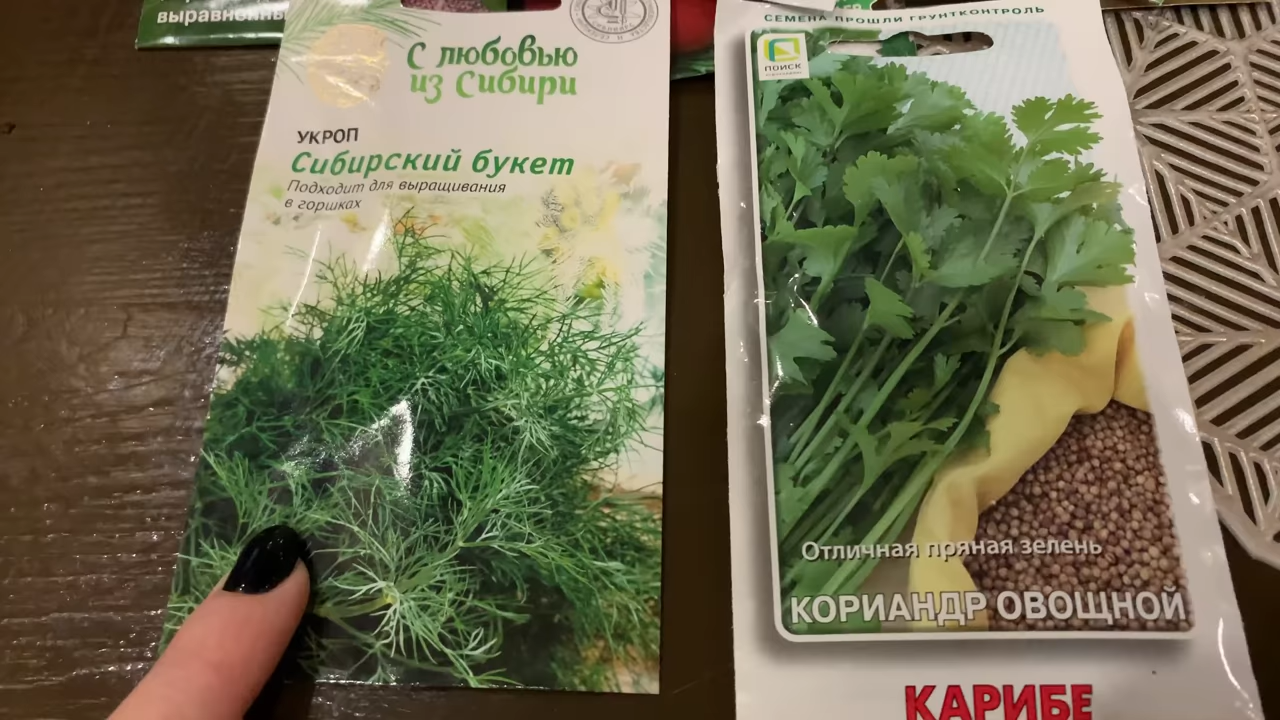 выравненны
С любовью
из Сибири
УКРОП
Сибирский букет
Подходит для выращивания
в горшках
СЕМЕНА ПРОШЛИ ГРУНТКОНТРОЛЬ
ПОИСК
Отличная пряная зелень
КОРИАНДР ОВОЩНОЙ
КАРИБЕ